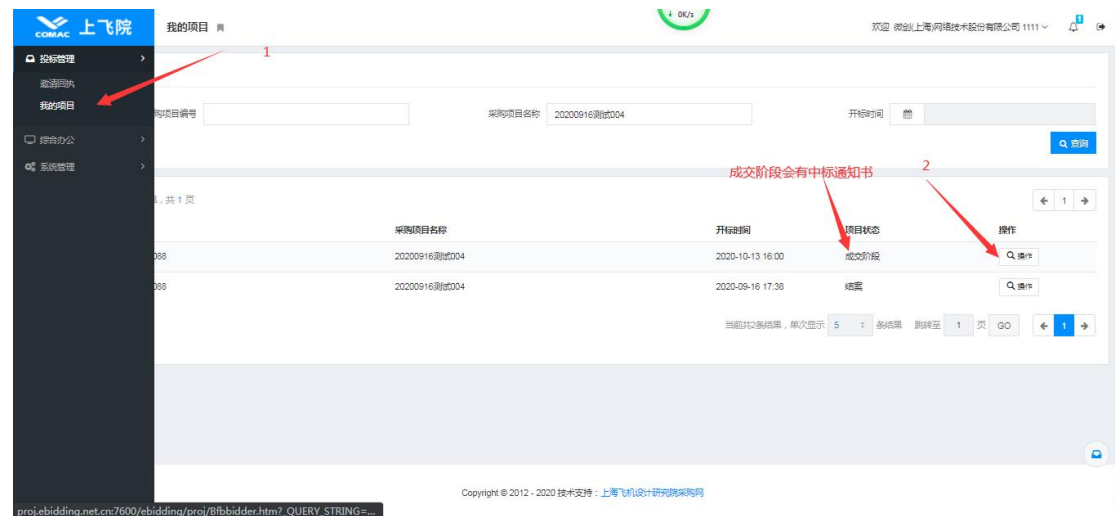 COMAC 上飞院
我的项目
↓ 0K/s
欢迎 微创(上海)网络技术股份有限公司 1111
1
投标管理
1
邀请回执
我的项目
综合办公
系统管理
购项目编号
采购项目名称 20200916测试004
开标时间
查询
成交阶段会有中标通知书
2
,共 1 页
1
采购项目名称 开标时间 项目状态 操作
088 20200916测试004 2020-10-13 16:00 成交阶段 操作
088 20200916测试004 2020-09-16 17:38 结案 操作
当前共2条结果,单次显示 5 条结果 跳转至 1 页 GO 1
Copyright © 2012 - 2020 技术支持:上海飞机设计研究院采购网
proj.ebidding.net.cn:7600/ebidding/proj/Bfbbidder.htm?_QUERY_STRING=...